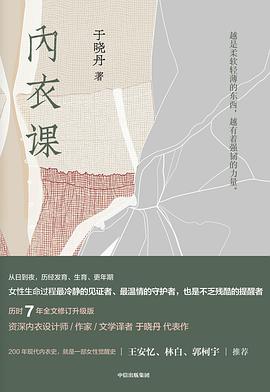 内衣课
于晓丹 著
越是柔软轻薄的东西，越有着强韧的力量。
从日到夜，历经发育、生育、更年期
女性生命过程最冷静的见证者、最温情的守护者，也是不乏残酷的提醒者
历时7年全文修订升级版
资深内衣设计师/作家/文学译者 于晓丹 代表作
200年现代内衣史，就是一部女性觉醒史｜王安忆、林白、郭柯宇｜推荐
中信出版集团